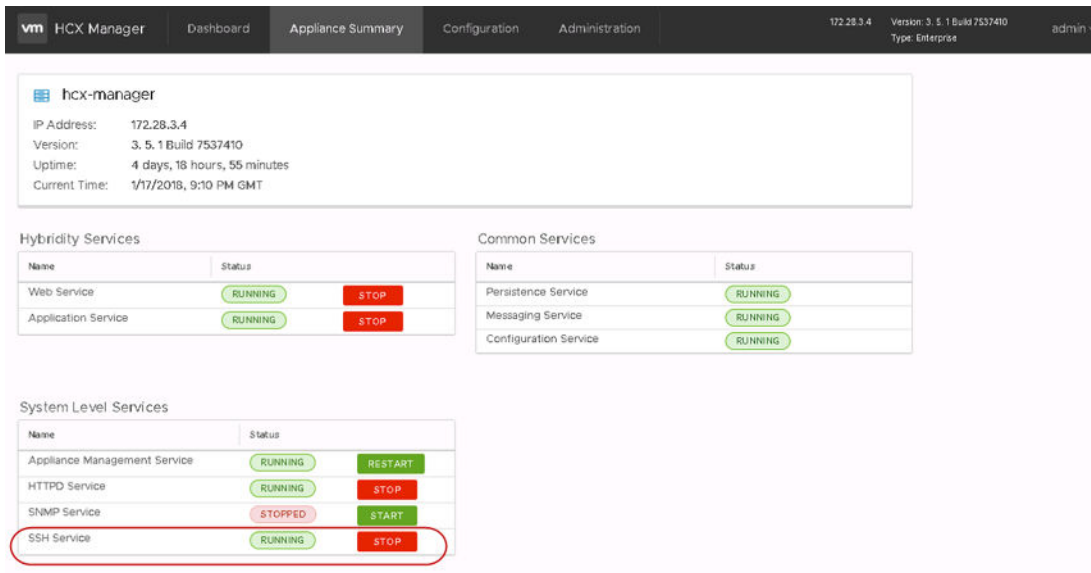 vm HCX Manager Dashboard Appliance Summary Configuration Administration 172.28.3.4 Version: 3. 5. 1 Build 7537410 admin
Type: Enterprise
hcx-manager
IP Address: 172.28.3.4
Version: 3. 5. 1 Build 7537410
Uptime: 4 days, 18 hours, 55 minutes
Current Time: 1/17/2018, 9:10 PM GMT
Hybridity Services
Name Status
Web Service RUNNING STOP
Application Service RUNNING STOP
Common Services
Name Status
Persistence Service RUNNING
Messaging Service RUNNING
Configuration Service RUNNING
System Level Services
Name Status
Appliance Management Service RUNNING RESTART
HTTPD Service RUNNING STOP
SNMP Service STOPPED START
SSH Service RUNNING STOP